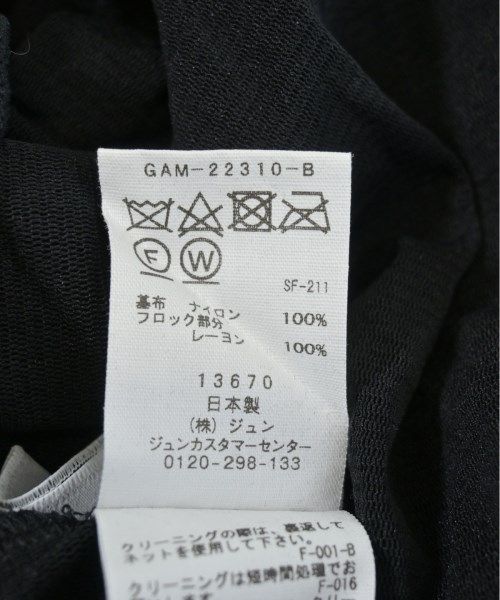 GAM-22310-B
F W
SF-211
基布 ナイロン 100%
フロック部分
レーヨン 100%
13670
日本製
(株) ジュン
ジュンカスタマーセンター
0120-298-133
クリーニングの際は、裏返して
ネットを使用して下さい。
F-001-B
クリーニングは短時間処理でお
F-016